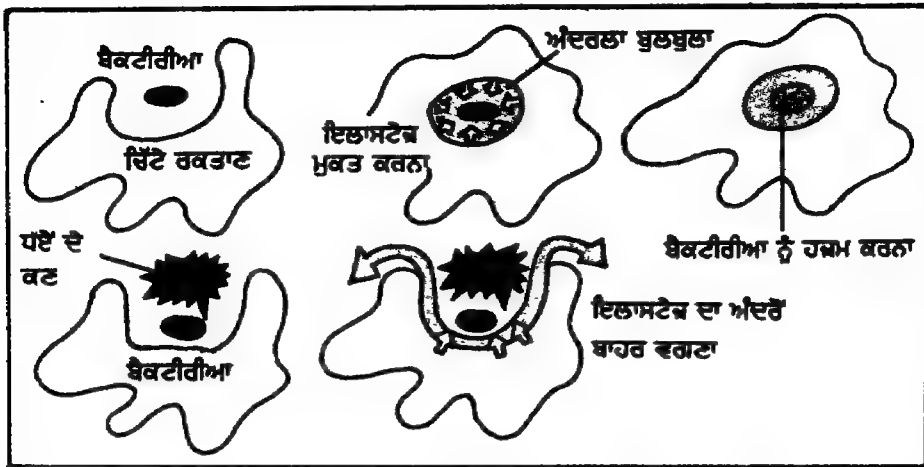 ਬੈਕਟੀਰੀਆ
ਚਿੱਟੇ ਰਕਤਾਣ
ਅੰਦਰਲਾ ਬੁਲਬੁਲਾ
ਇਲਾਸਟੇਜ਼
ਮੁਕਤ ਕਰਨਾ
ਬੈਕਟੀਰੀਆ ਨੂੰ ਹਜ਼ਮ ਕਰਨਾ
ਧੂੰਏਂ ਦੇ
ਕਣ
ਬੈਕਟੀਰੀਆ
ਇਲਾਸਟੇਜ਼ ਦਾ ਅੰਦਰੋਂ
ਬਾਹਰ ਵਗਣਾ